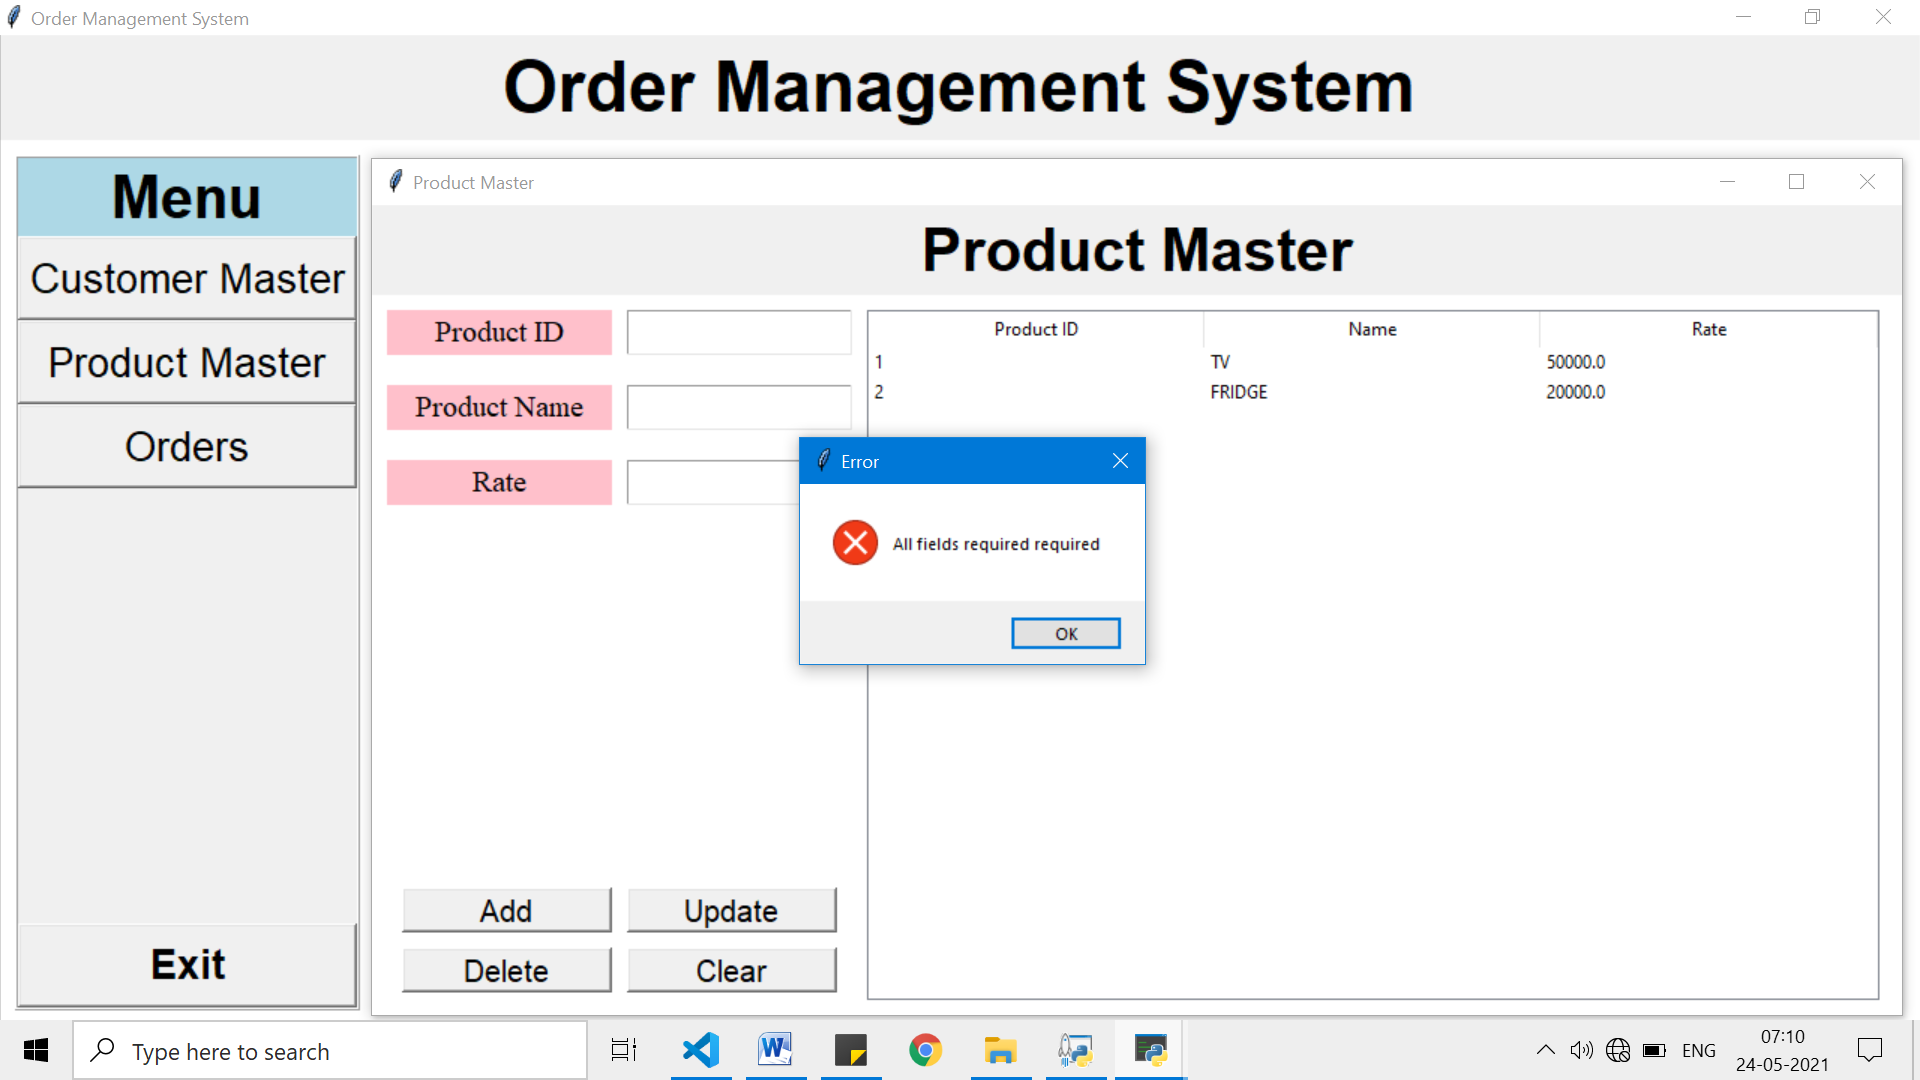 Order Management System
Order Management System
Menu
Customer Master
Product Master
Orders
Exit
Product Master
Product Master
Product ID
Product Name
Rate
Product ID Name Rate
1 TV 50000.0
2 FRIDGE 20000.0
Error
All fields required required
OK
Add Update
Delete Clear
Type here to search
ENG
07:10
24-05-2021